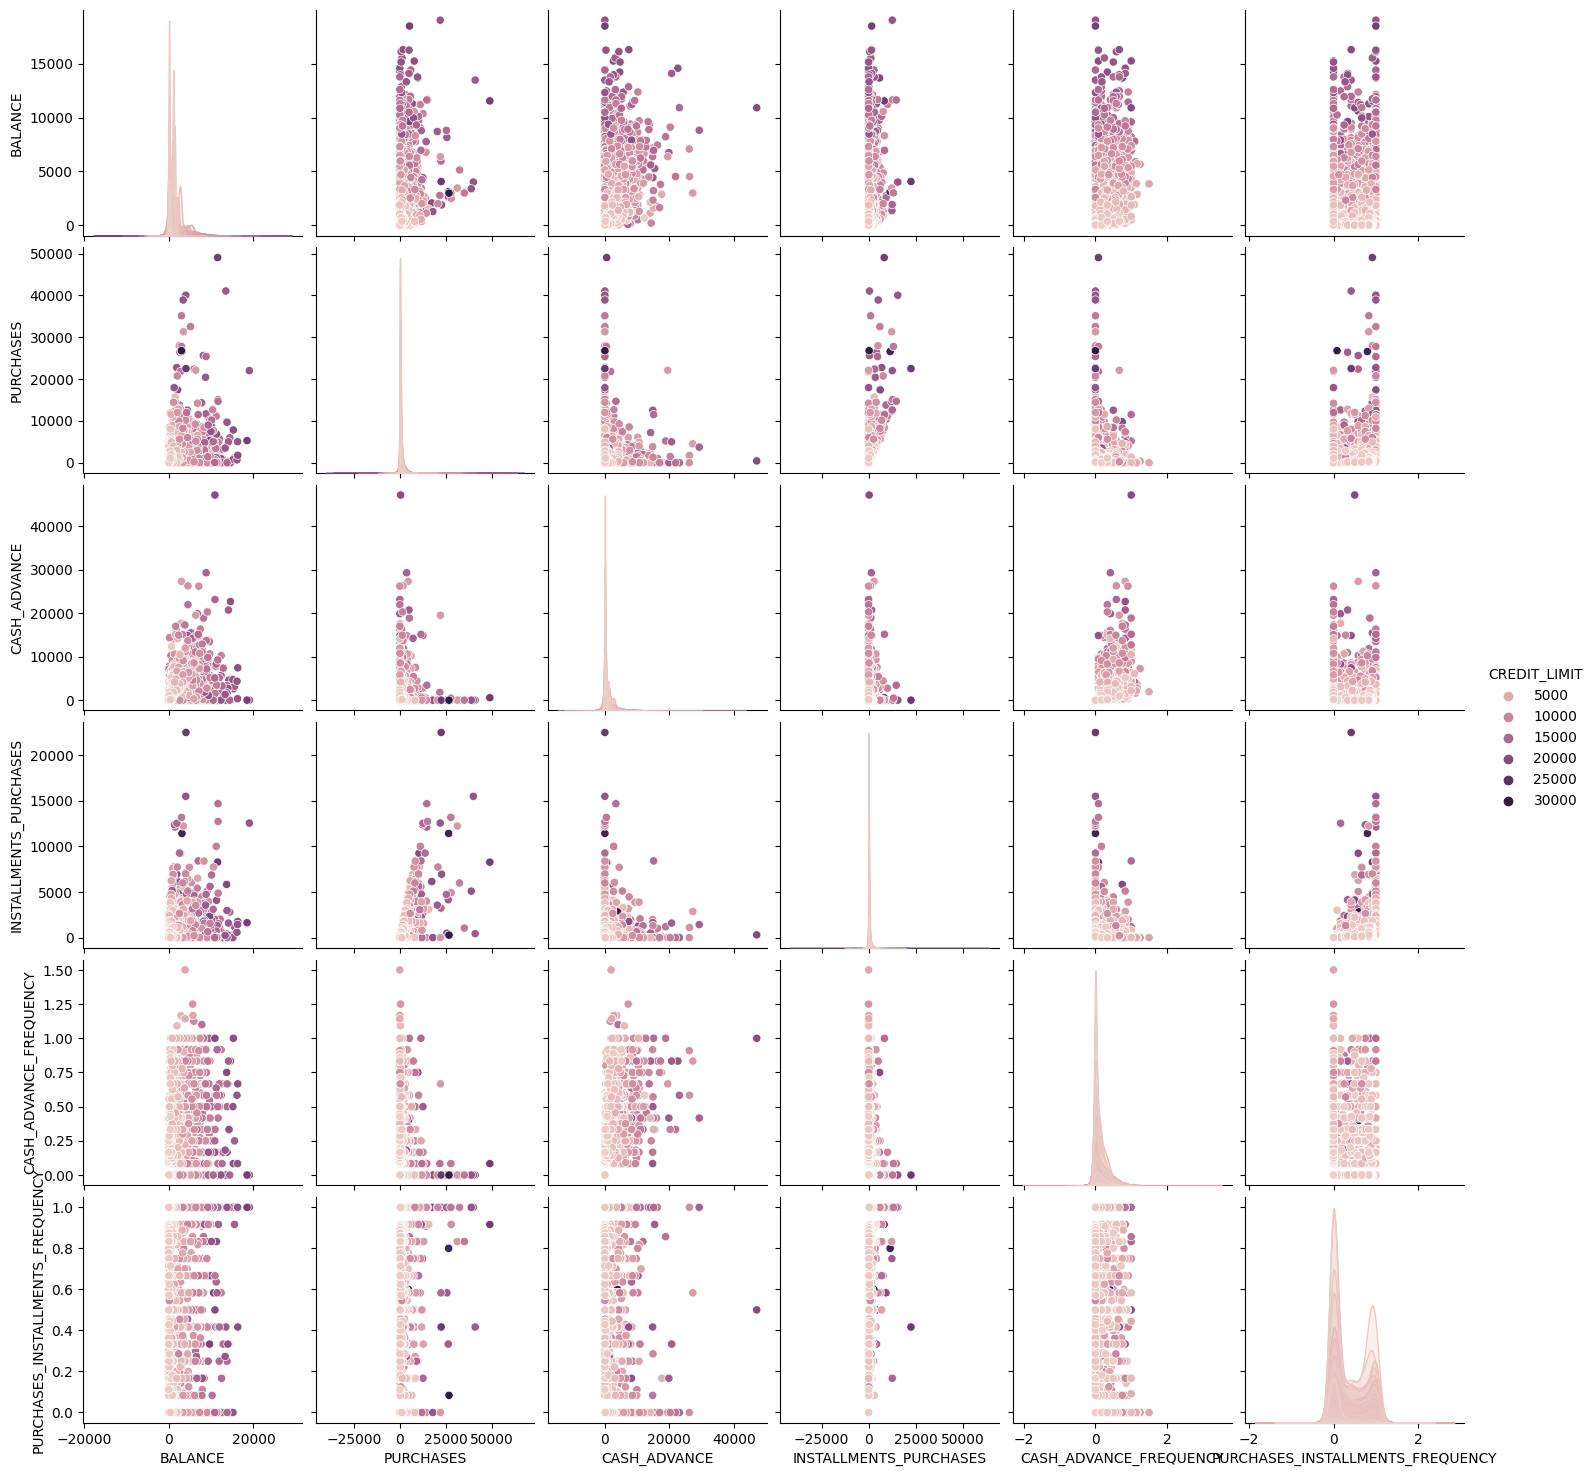 BALANCE
15000
10000
5000
0
PURCHASES
50000
40000
30000
20000
10000
0
CASH_ADVANCE
40000
30000
20000
10000
0
CREDIT_LIMIT
5000
10000
15000
20000
25000
30000
INSTALLMENTS_PURCHASES
20000
15000
10000
5000
0
CASH_ADVANCE_FREQUENCY
1.50
1.25
1.00
0.75
0.50
0.25
0.00
PURCHASES_INSTALLMENTS_FREQUENCY
1.0
0.8
0.6
0.4
0.2
0.0
−20000 0 20000
−25000 0 25000 50000
0 20000 40000
−25000 0 25000 50000
−2 0 2
−2 0 2
BALANCE
PURCHASES
CASH_ADVANCE
INSTALLMENTS_PURCHASES
CASH_ADVANCE_FREQUENCY
PURCHASES_INSTALLMENTS_FREQUENCY